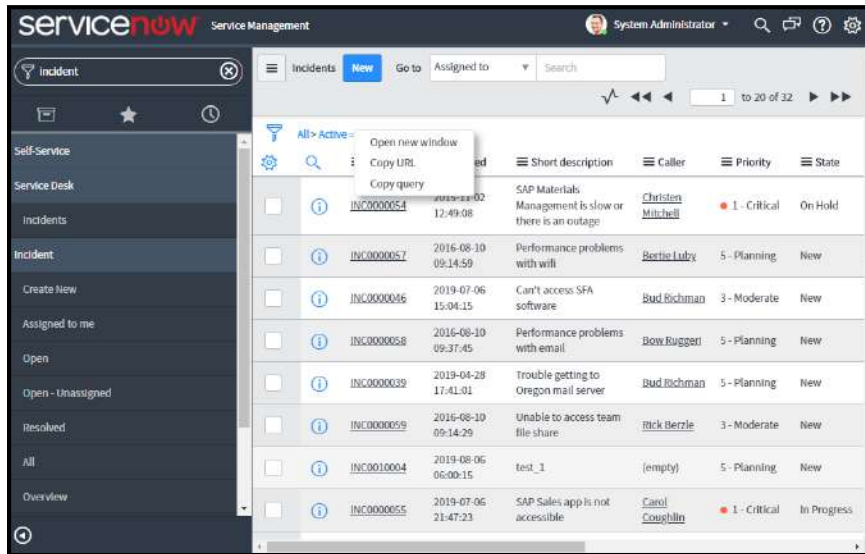 servicenow Service Management
System Administrator
incident
Incidents New Go to Assigned to Search
1 to 20 of 32
All > Active =
Open new window
Copy URL
Copy query
Self-Service
Service Desk
Incidents
Incident
Create New
Assigned to me
Open
Open - Unassigned
Resolved
All
Overview
ed Short description Caller Priority State
INC0000054 2015-11-02 12:49:08 SAP Materials Management is slow or there is an outage Christen Mitchell 1 - Critical On Hold
INC0000057 2016-08-10 09:14:59 Performance problems with wifi Bertie Luby 5 - Planning New
INC0000046 2019-07-06 15:04:15 Can't access SFA software Bud Richman 3 - Moderate New
INC0000058 2016-08-10 09:37:45 Performance problems with email Bow Ruggeri 5 - Planning New
INC0000039 2019-04-28 17:41:01 Trouble getting to Oregon mail server Bud Richman 5 - Planning New
INC0000059 2016-08-10 09:14:29 Unable to access team file share Rick Berzle 3 - Moderate New
INC0010004 2019-08-06 06:00:15 test_1 (empty) 5 - Planning New
INC0000055 2019-07-06 21:47:23 SAP Sales app is not accessible Carol Coughlin 1 - Critical In Progress